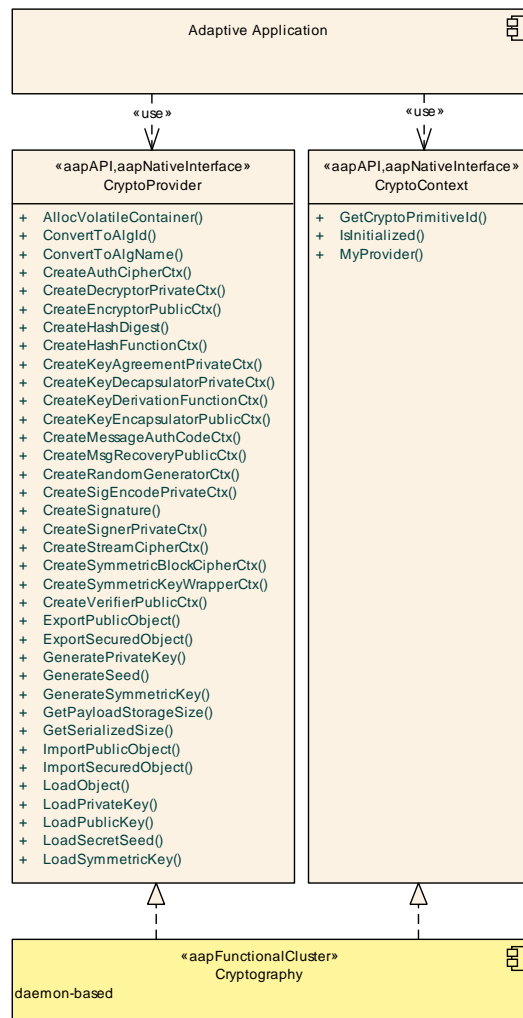 Adaptive Application
«use»
«use»
«aapAPI,aapNativeInterface»
CryptoProvider
+ AllocVolatileContainer()
+ ConvertToAlgId()
+ ConvertToAlgName()
+ CreateAuthCipherCtx()
+ CreateDecryptorPrivateCtx()
+ CreateEncryptorPublicCtx()
+ CreateHashDigest()
+ CreateHashFunctionCtx()
+ CreateKeyAgreementPrivateCtx()
+ CreateKeyDecapsulatorPrivateCtx()
+ CreateKeyDerivationFunctionCtx()
+ CreateKeyEncapsulatorPublicCtx()
+ CreateMessageAuthCodeCtx()
+ CreateMsgRecoveryPublicCtx()
+ CreateRandomGeneratorCtx()
+ CreateSigEncodePrivateCtx()
+ CreateSignature()
+ CreateSignerPrivateCtx()
+ CreateStreamCipherCtx()
+ CreateSymmetricBlockCipherCtx()
+ CreateSymmetricKeyWrapperCtx()
+ CreateVerifierPublicCtx()
+ ExportPublicObject()
+ ExportSecuredObject()
+ GeneratePrivateKey()
+ GenerateSeed()
+ GenerateSymmetricKey()
+ GetPayloadStorageSize()
+ GetSerializedSize()
+ ImportPublicObject()
+ ImportSecuredObject()
+ LoadObject()
+ LoadPrivateKey()
+ LoadPublicKey()
+ LoadSecretSeed()
+ LoadSymmetricKey()
«aapAPI,aapNativeInterface»
CryptoContext
+ GetCryptoPrimitiveId()
+ IsInitialized()
+ MyProvider()
«aapFunctionalCluster»
Cryptography
daemon-based